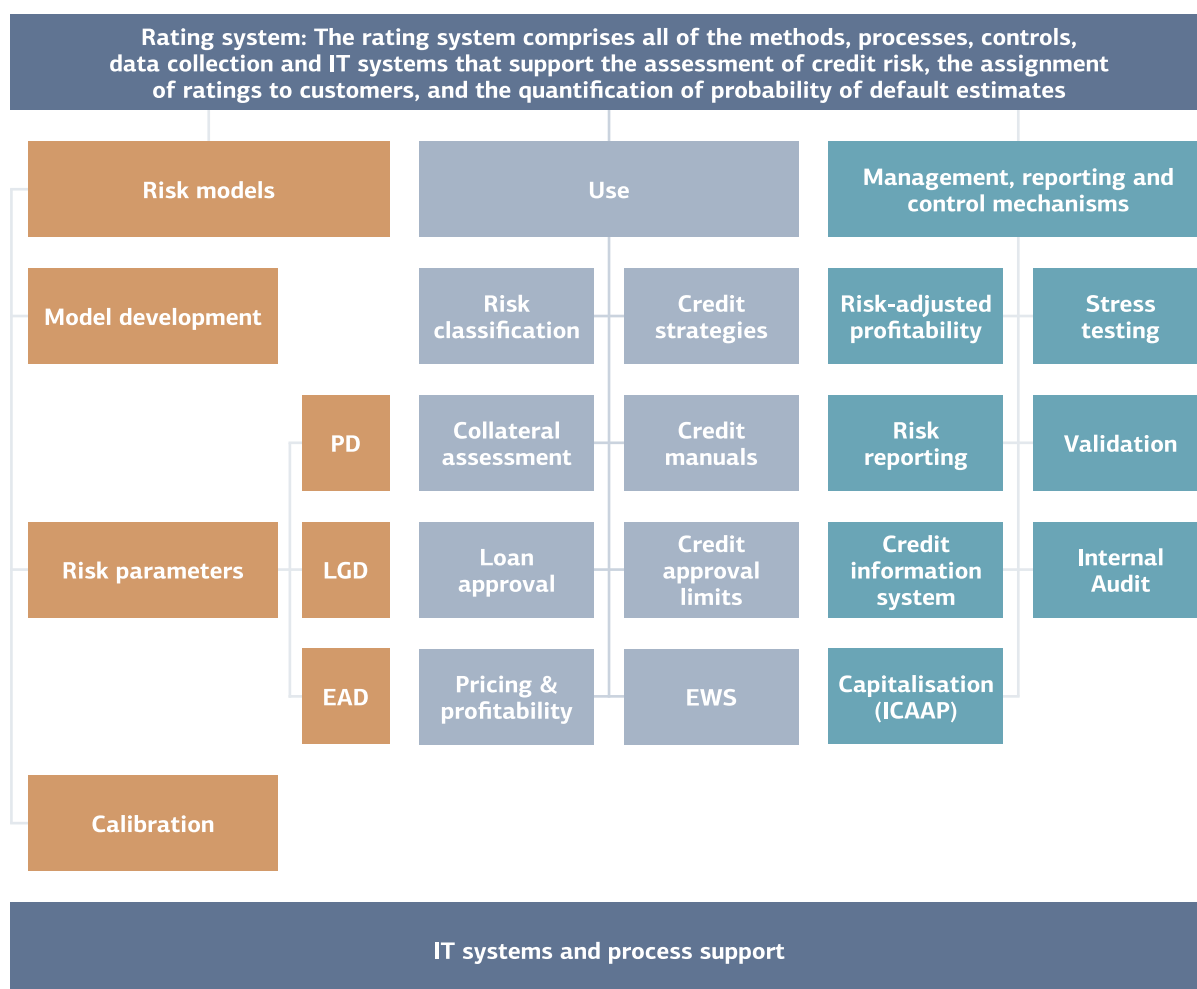 Rating system: The rating system comprises all of the methods, processes, controls,
data collection and IT systems that support the assessment of credit risk, the assignment
of ratings to customers, and the quantification of probability of default estimates
Risk models
Model development
PD
Risk parameters
LGD
EAD
Calibration
Use
Risk
classification
Credit
strategies
Collateral
assessment
Credit
manuals
Loan
approval
Credit
approval
limits
Pricing &
profitability
EWS
Management, reporting and
control mechanisms
Risk-adjusted
profitability
Stress
testing
Risk
reporting
Validation
Credit
information
system
Internal
Audit
Capitalisation
(ICAAP)
IT systems and process support